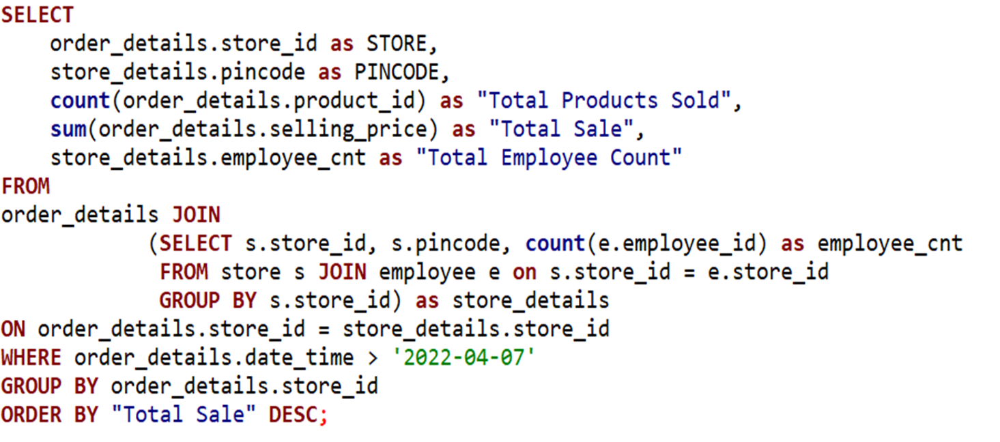 SELECT
order_details.store_id as STORE,
store_details.pincode as PINCODE,
count(order_details.product_id) as "Total Products Sold",
sum(order_details.selling_price) as "Total Sale",
store_details.employee_cnt as "Total Employee Count"
FROM
order_details JOIN
(SELECT s.store_id, s.pincode, count(e.employee_id) as employee_cnt
FROM store s JOIN employee e on s.store_id = e.store_id
GROUP BY s.store_id) as store_details
ON order_details.store_id = store_details.store_id
WHERE order_details.date_time > '2022-04-07'
GROUP BY order_details.store_id
ORDER BY "Total Sale" DESC;